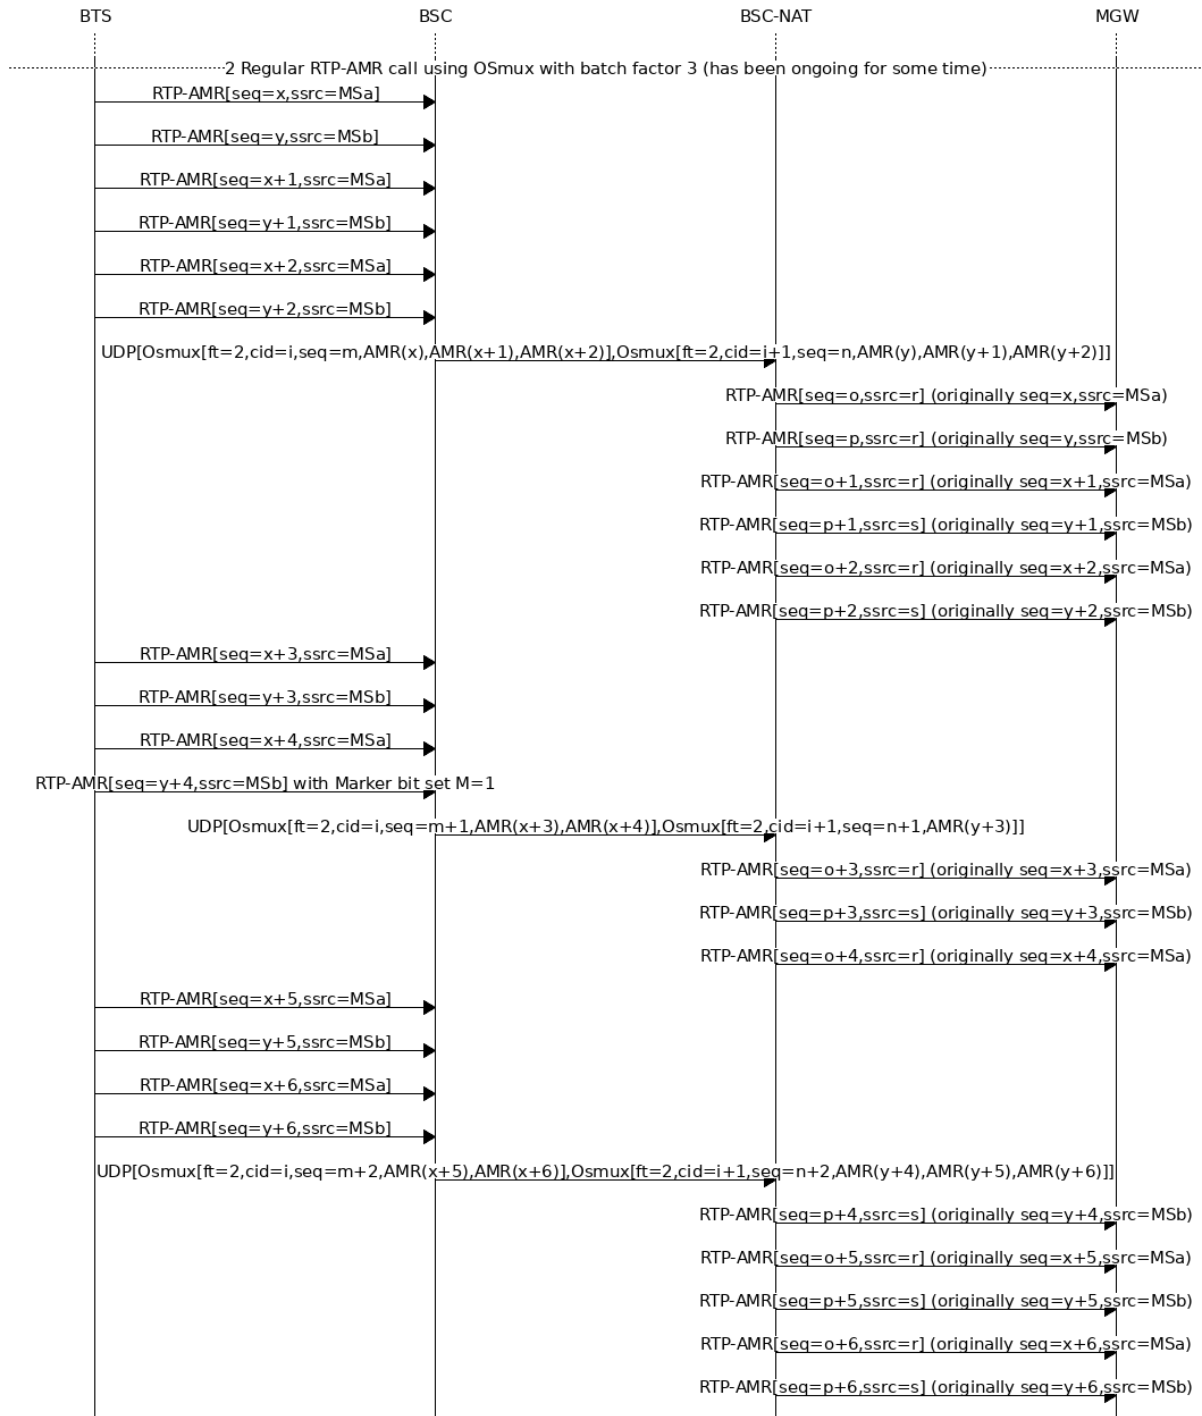 BTS BSC BSC-NAT MGW
2 Regular RTP-AMR call using OSmux with batch factor 3 (has been ongoing for some time)
RTP-AMR[seq=x,ssrc=MSa]
RTP-AMR[seq=y,ssrc=MSb]
RTP-AMR[seq=x+1,ssrc=MSa]
RTP-AMR[seq=y+1,ssrc=MSb]
RTP-AMR[seq=x+2,ssrc=MSa]
RTP-AMR[seq=y+2,ssrc=MSb]
UDP[Osmux[ft=2,cid=i,seq=m,AMR(x),AMR(x+1),AMR(x+2)],Osmux[ft=2,cid=i+1,seq=n,AMR(y),AMR(y+1),AMR(y+2)]]
RTP-AMR[seq=o,ssrc=r] (originally seq=x,ssrc=MSa)
RTP-AMR[seq=p,ssrc=r] (originally seq=y,ssrc=MSb)
RTP-AMR[seq=o+1,ssrc=r] (originally seq=x+1,ssrc=MSa)
RTP-AMR[seq=p+1,ssrc=s] (originally seq=y+1,ssrc=MSb)
RTP-AMR[seq=o+2,ssrc=r] (originally seq=x+2,ssrc=MSa)
RTP-AMR[seq=p+2,ssrc=s] (originally seq=y+2,ssrc=MSb)
RTP-AMR[seq=x+3,ssrc=MSa]
RTP-AMR[seq=y+3,ssrc=MSb]
RTP-AMR[seq=x+4,ssrc=MSa]
RTP-AMR[seq=y+4,ssrc=MSb] with Marker bit set M=1
UDP[Osmux[ft=2,cid=i,seq=m+1,AMR(x+3),AMR(x+4)],Osmux[ft=2,cid=i+1,seq=n+1,AMR(y+3)]]
RTP-AMR[seq=o+3,ssrc=r] (originally seq=x+3,ssrc=MSa)
RTP-AMR[seq=p+3,ssrc=s] (originally seq=y+3,ssrc=MSb)
RTP-AMR[seq=o+4,ssrc=r] (originally seq=x+4,ssrc=MSa)
RTP-AMR[seq=x+5,ssrc=MSa]
RTP-AMR[seq=y+5,ssrc=MSb]
RTP-AMR[seq=x+6,ssrc=MSa]
RTP-AMR[seq=y+6,ssrc=MSb]
UDP[Osmux[ft=2,cid=i,seq=m+2,AMR(x+5),AMR(x+6)],Osmux[ft=2,cid=i+1,seq=n+2,AMR(y+4),AMR(y+5),AMR(y+6)]]
RTP-AMR[seq=p+4,ssrc=s] (originally seq=y+4,ssrc=MSb)
RTP-AMR[seq=o+5,ssrc=r] (originally seq=x+5,ssrc=MSa)
RTP-AMR[seq=p+5,ssrc=s] (originally seq=y+5,ssrc=MSb)
RTP-AMR[seq=o+6,ssrc=r] (originally seq=x+6,ssrc=MSa)
RTP-AMR[seq=p+6,ssrc=s] (originally seq=y+6,ssrc=MSb)